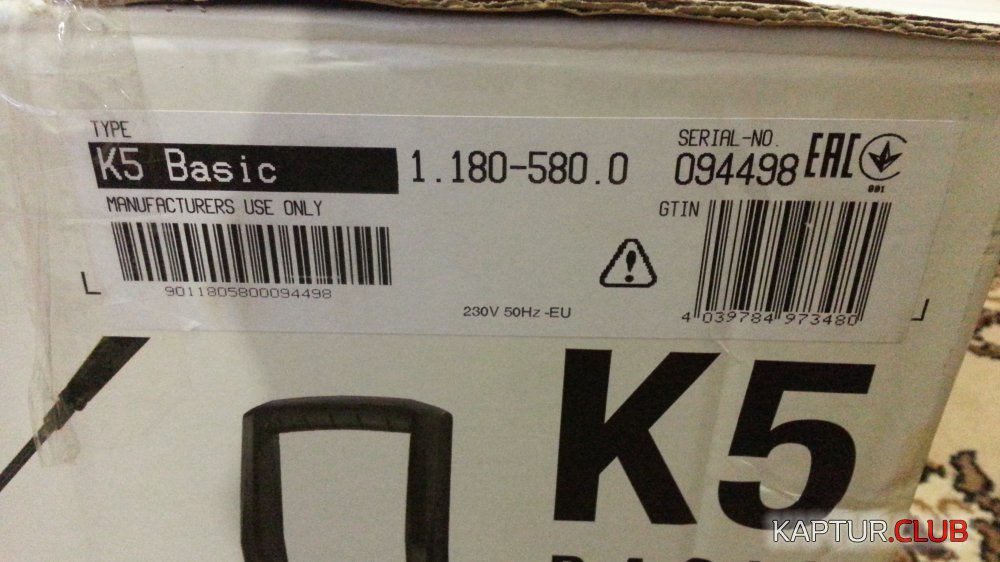 TYPE
K5 Basic
1.180-580.0
SERIAL-NO.
094498
EAC
001
MANUFACTURERS USE ONLY
GTIN
9011805800094498
230V 50Hz -EU
4 039784 973480
K5
KAPTUR.CLUB